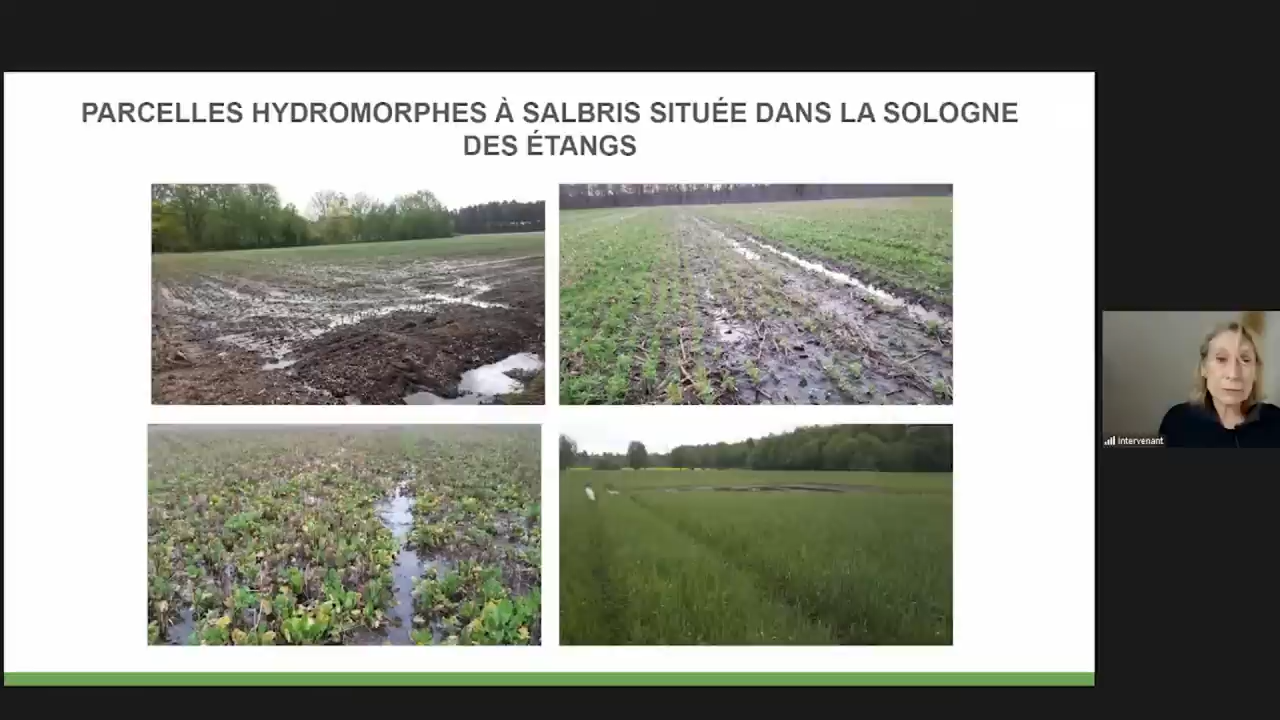 PARCELLES HYDROMORPHES À SALBRIS SITUÉE DANS LA SOLOGNE
DES ÉTANGS
Intervenant